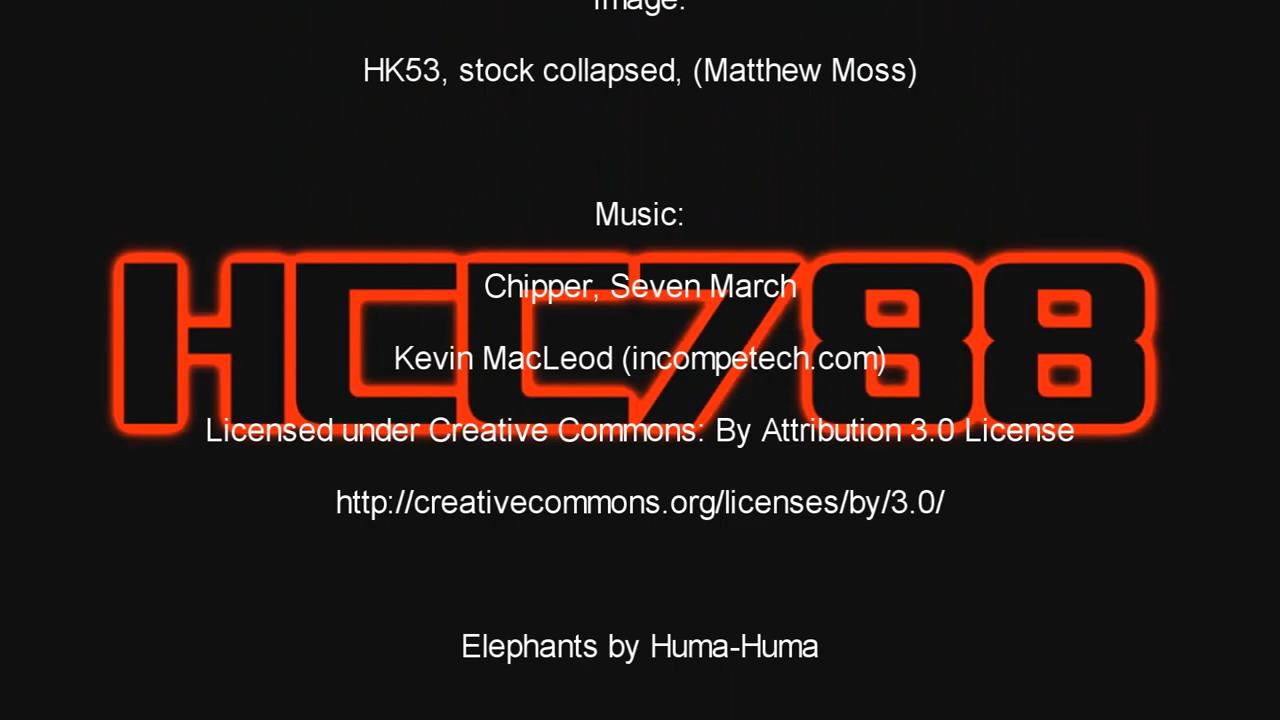 Image:
HK53, stock collapsed, (Matthew Moss)
Music:
HCC788
Chipper, Seven March
Kevin MacLeod (incompetech.com)
Licensed under Creative Commons: By Attribution 3.0 License
http://creativecommons.org/licenses/by/3.0/
Elephants by Huma-Huma